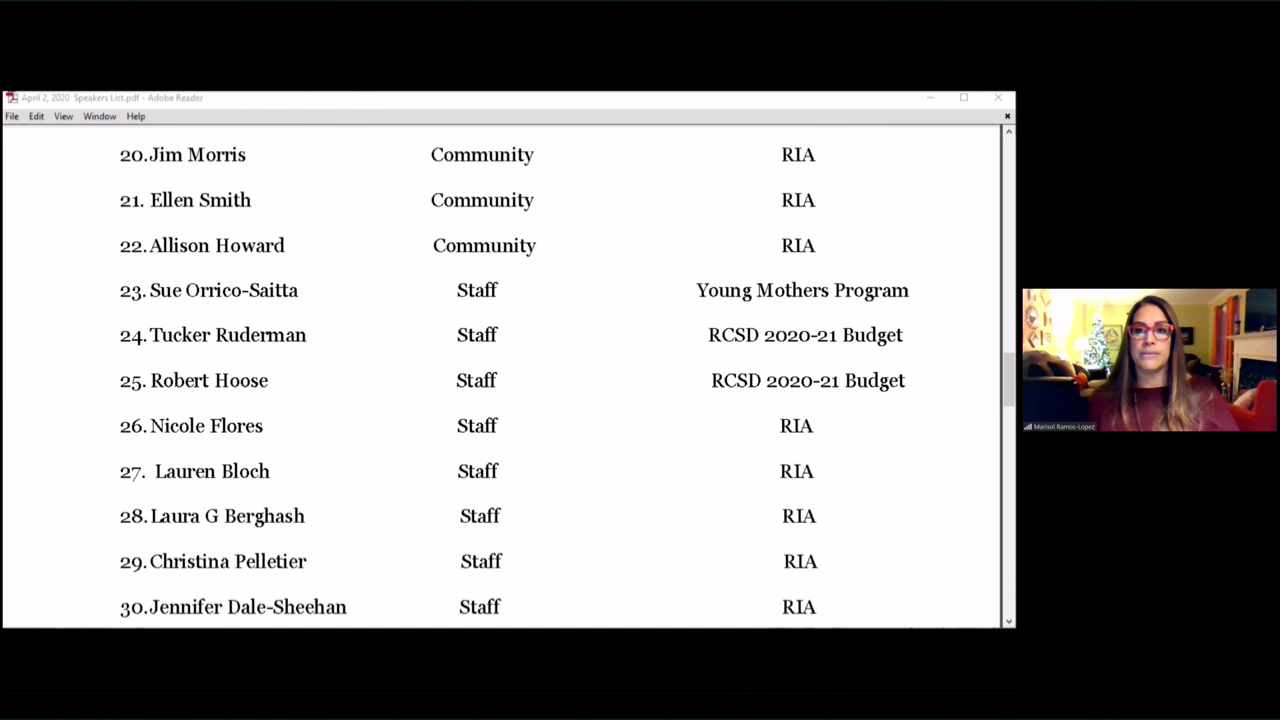 April 2, 2020 Speakers List.pdf - Adobe Reader
File Edit View Window Help
20. Jim Morris Community RIA
21. Ellen Smith Community RIA
22. Allison Howard Community RIA
23. Sue Orrico-Saitta Staff Young Mothers Program
24. Tucker Ruderman Staff RCSD 2020-21 Budget
25. Robert Hoose Staff RCSD 2020-21 Budget
26. Nicole Flores Staff RIA
27. Lauren Bloch Staff RIA
28. Laura G Berghash Staff RIA
29. Christina Pelletier Staff RIA
30. Jennifer Dale-Sheehan Staff RIA
Marisol Ramos-Lopez